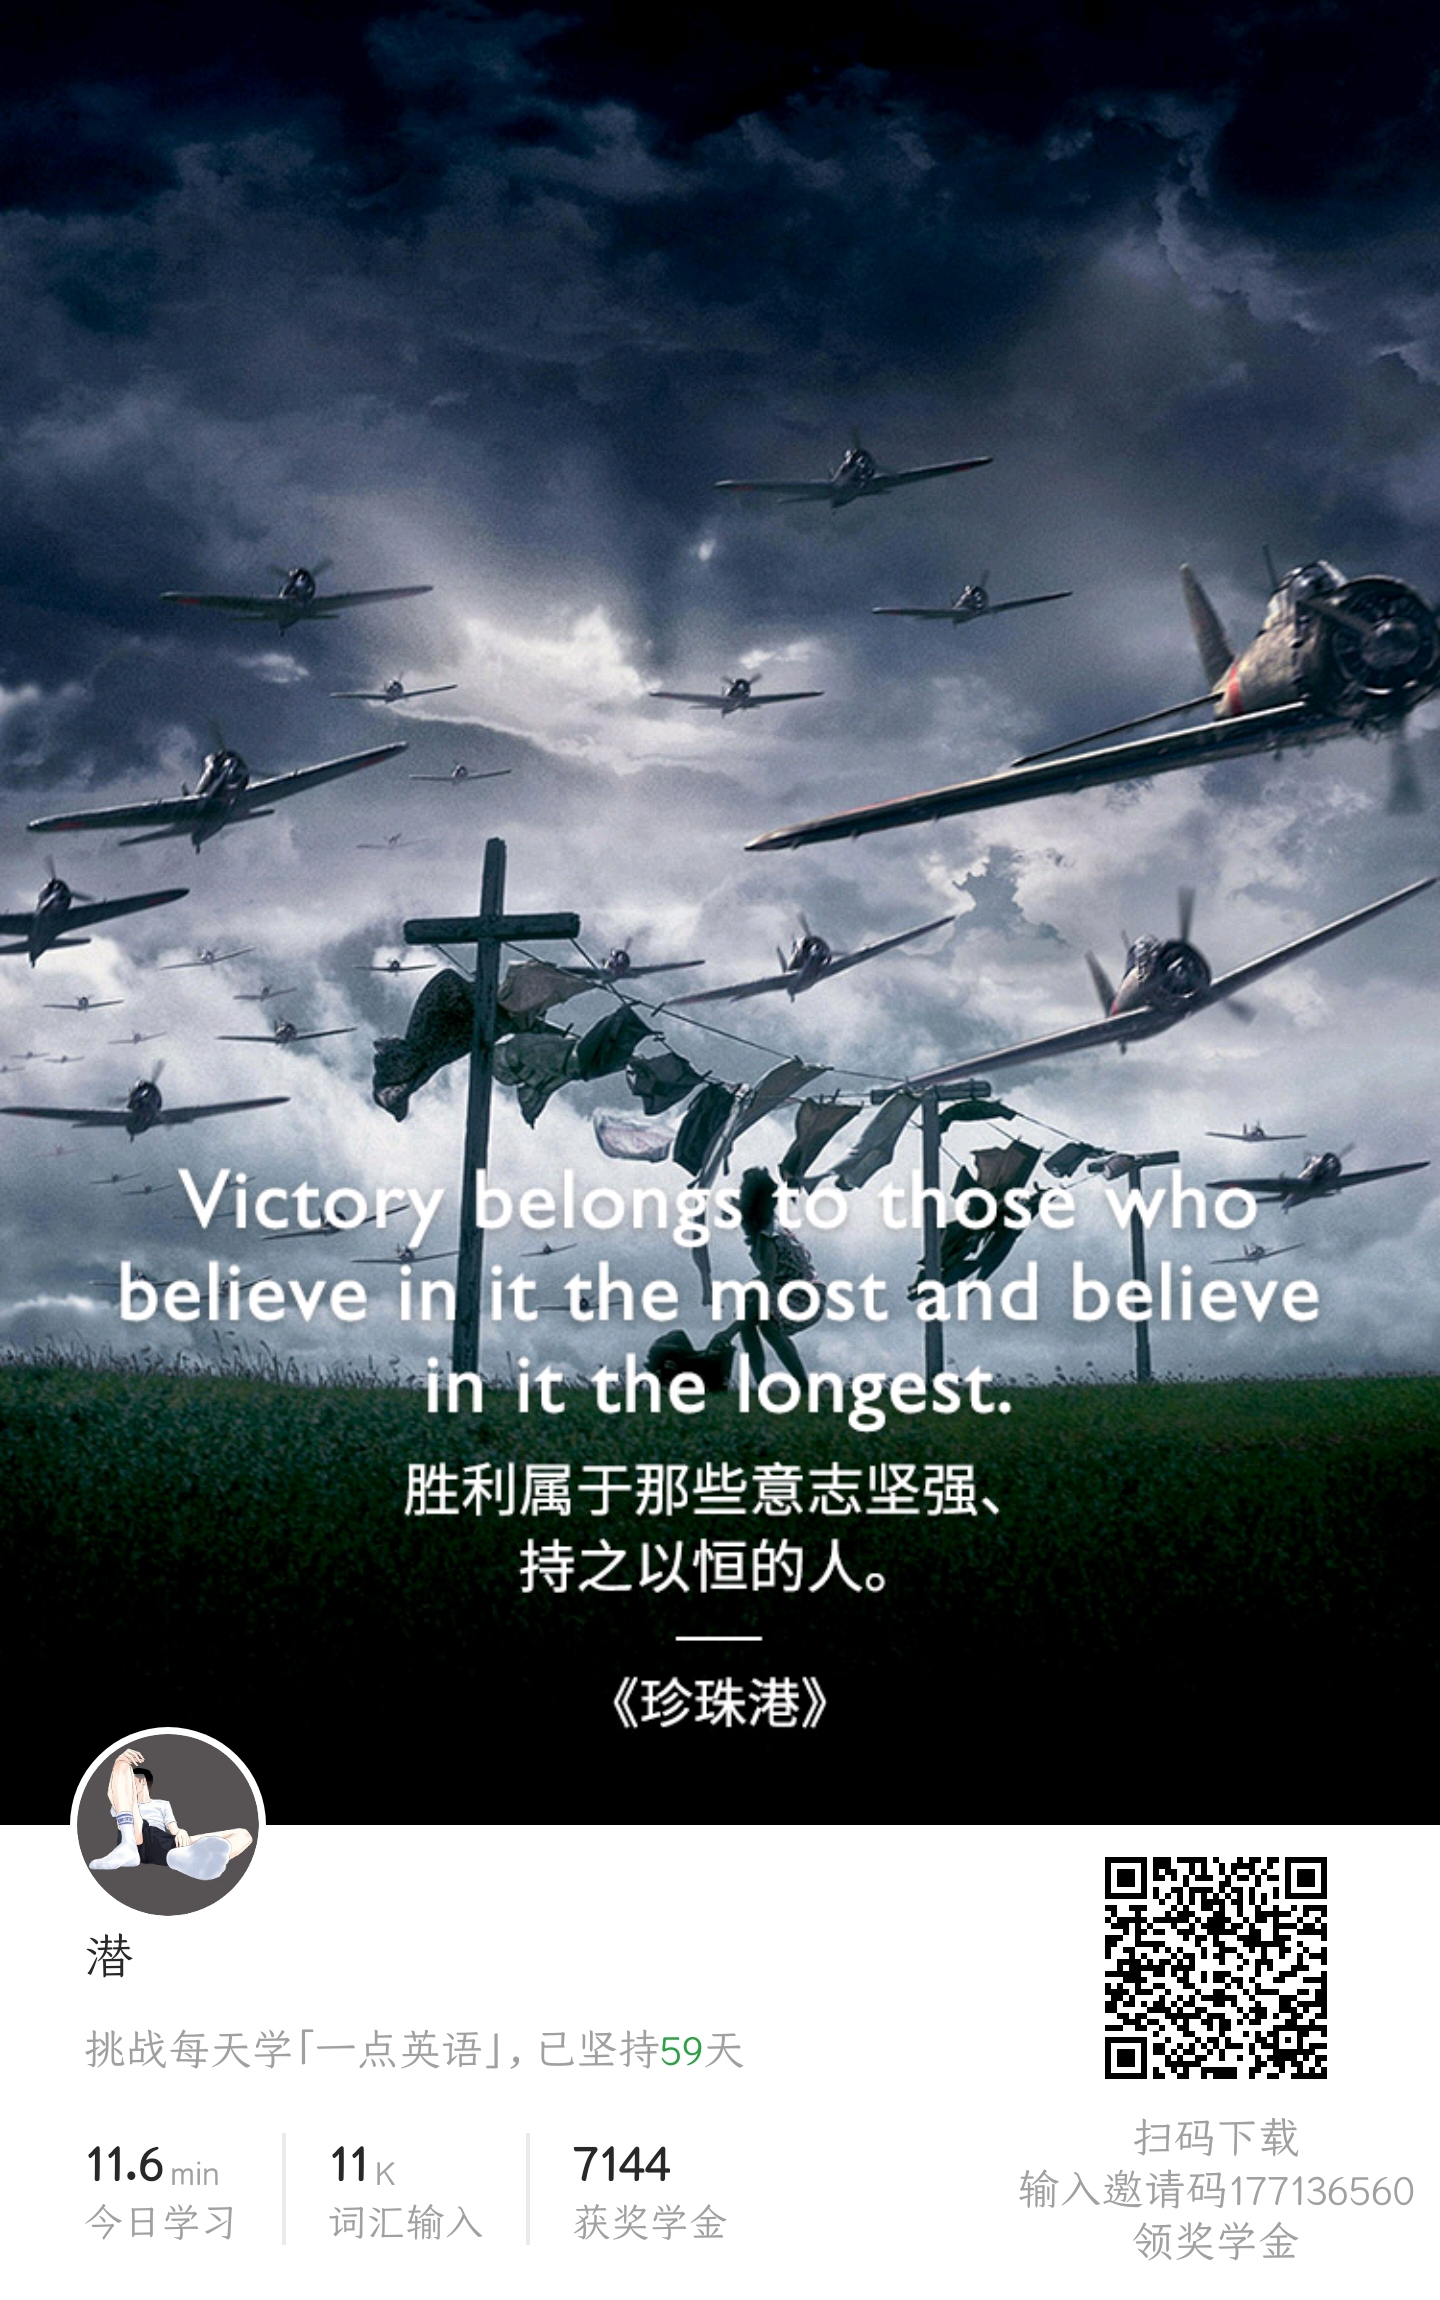 Victory belongs to those who
believe in it the most and believe
in it the longest.
胜利属于那些意志坚强、
持之以恒的人。
《珍珠港》
潜
挑战每天学「一点英语」, 已坚持59天
11.6 min
今日学习
11 K
词汇输入
7144
获奖学金
扫码下载
输入邀请码177136560
领奖学金